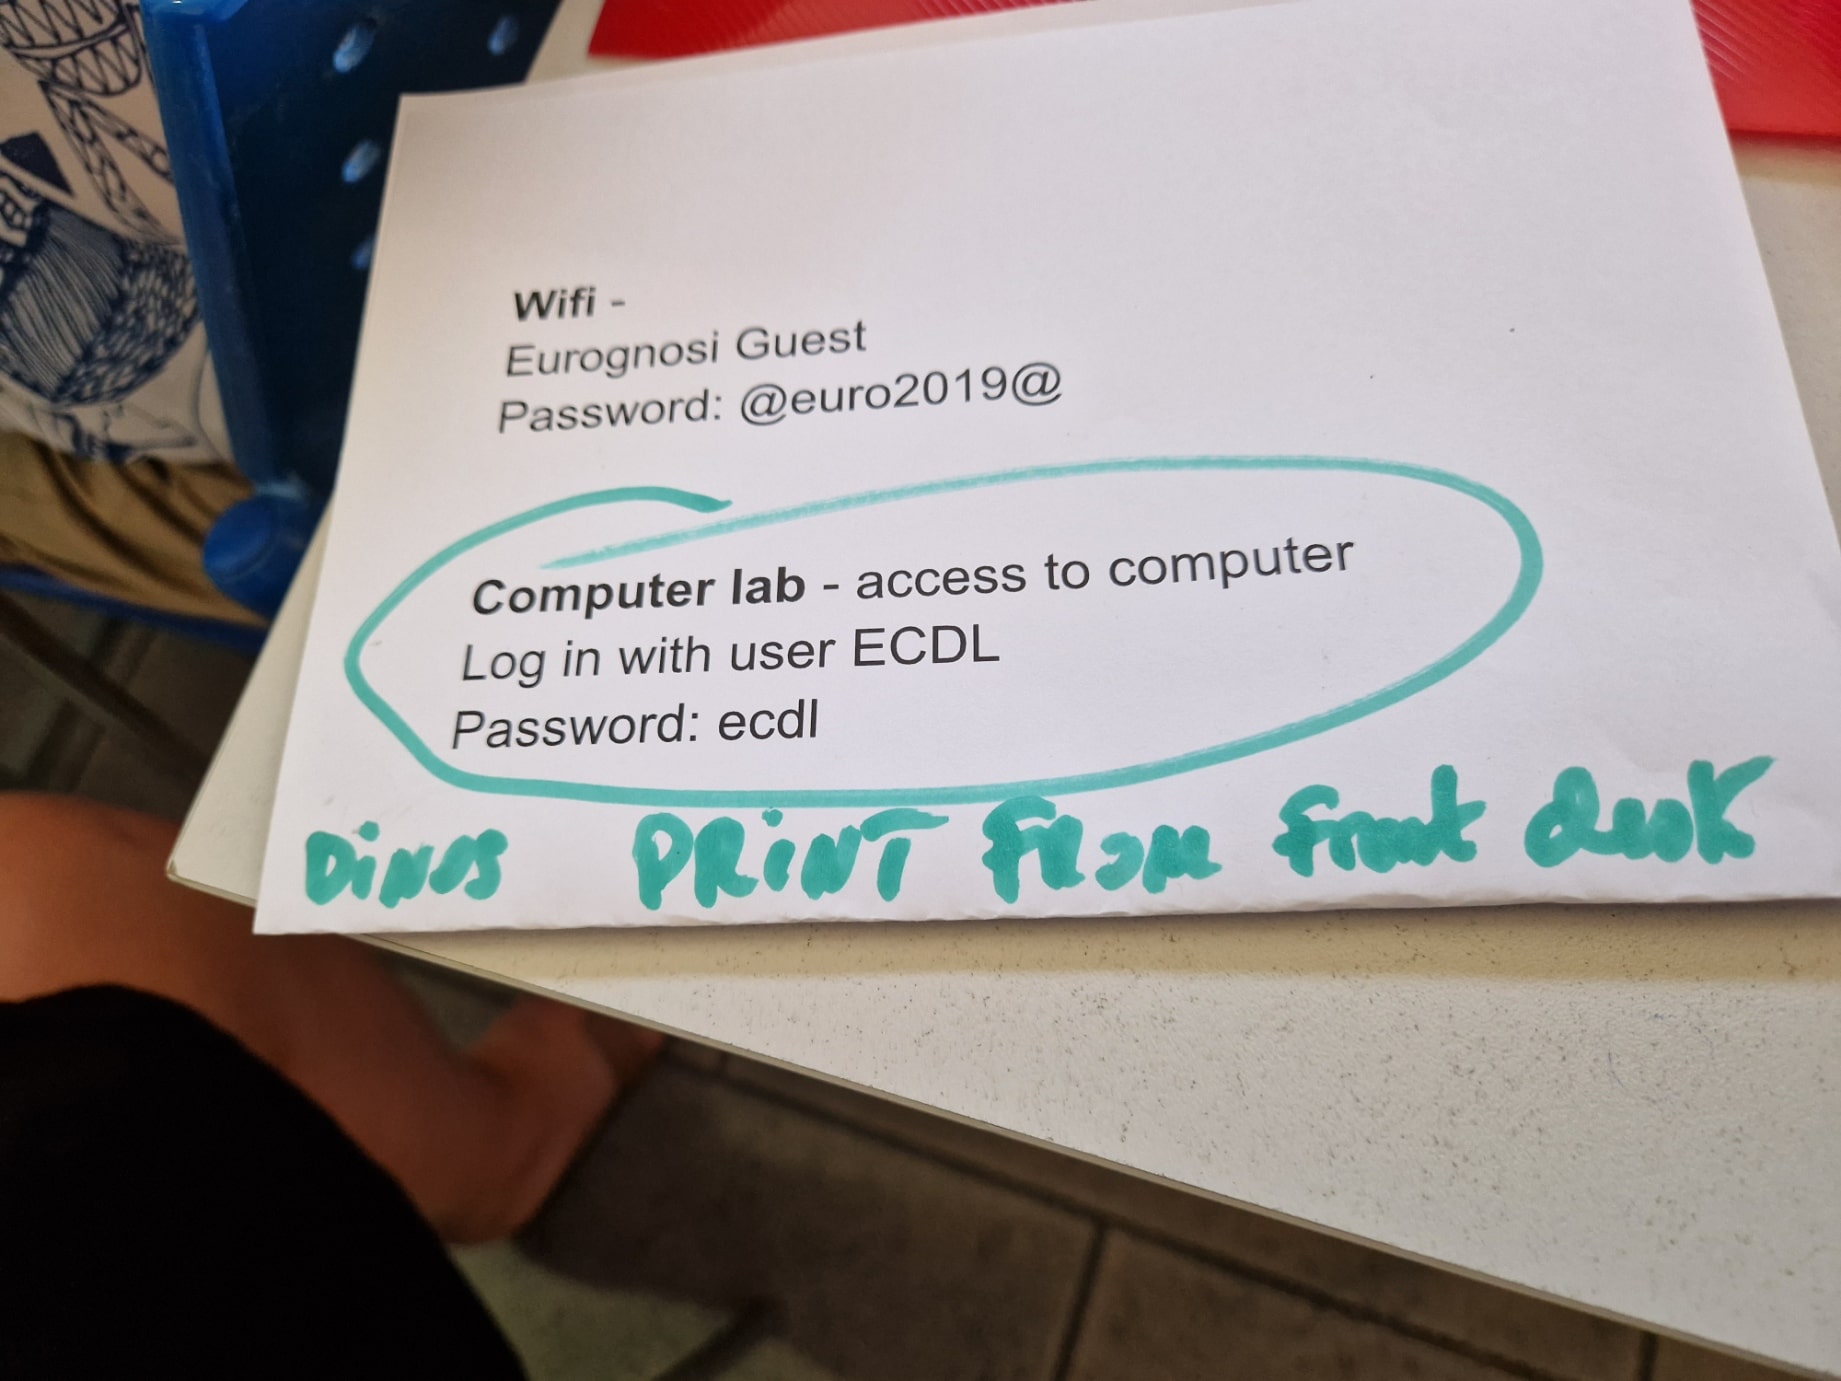 Wifi -
Eurognosi Guest
Password: @euro2019@
Computer lab - access to computer
Log in with user ECDL
Password: ecdl
DiNOS PRiNT FROM front desk